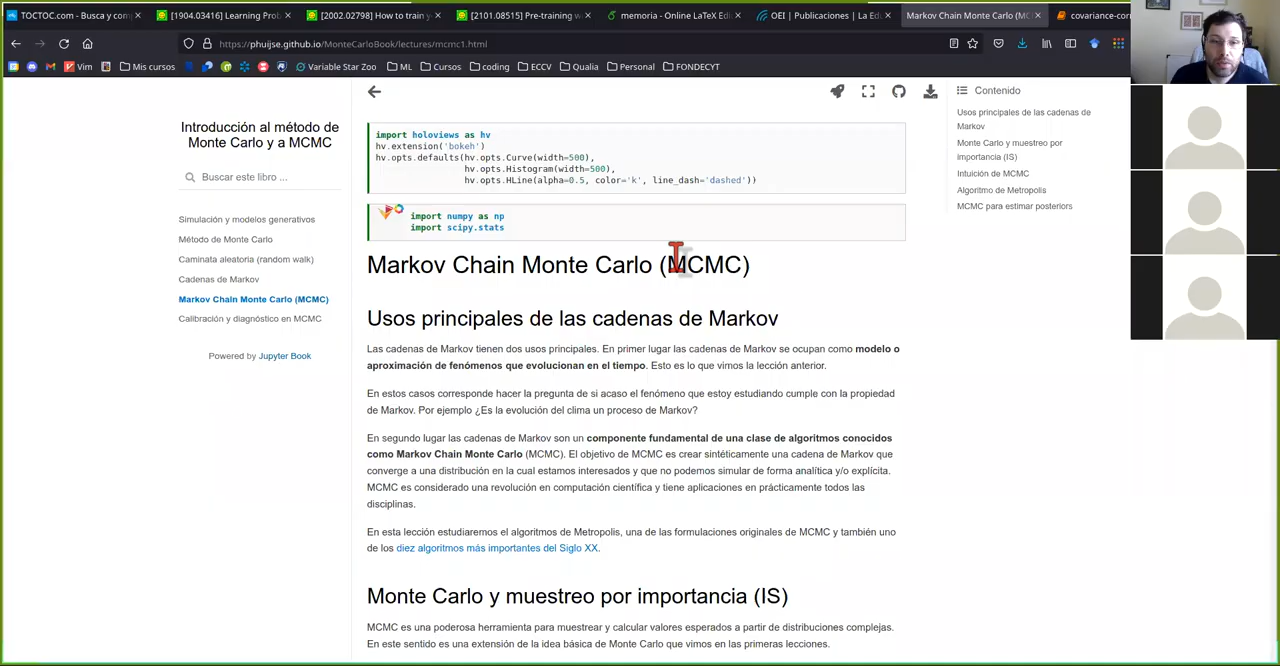 TOCTOC.com - Busca y comp
[1904.03416] Learning Prob
[2002.02798] How to train y
[2101.08515] Pre-training w
memoria - Online LaTeX Edi
OEI | Publicaciones | La Edu
Markov Chain Monte Carlo (MC
covariance-corr
https://phuijse.github.io/MonteCarloBook/lectures/mcmc1.html
Vim
Mis cursos
Variable Star Zoo
ML
Cursos
coding
ECCV
Qualia
Personal
FONDECYT
Introducción al método de
Monte Carlo y a MCMC
Buscar este libro ...
Simulación y modelos generativos
Método de Monte Carlo
Caminata aleatoria (random walk)
Cadenas de Markov
Markov Chain Monte Carlo (MCMC)
Calibración y diagnóstico en MCMC
Powered by Jupyter Book
import holoviews as hv
hv.extension('bokeh')
hv.opts.defaults(hv.opts.Curve(width=500),
hv.opts.Histogram(width=500),
hv.opts.HLine(alpha=0.5, color='k', line_dash='dashed'))
import numpy as np
import scipy.stats
Markov Chain Monte Carlo (MCMC)
Usos principales de las cadenas de Markov
Las cadenas de Markov tienen dos usos principales. En primer lugar las cadenas de Markov se ocupan como modelo o
aproximación de fenómenos que evolucionan en el tiempo. Esto es lo que vimos la lección anterior.
En estos casos corresponde hacer la pregunta de si acaso el fenómeno que estoy estudiando cumple con la propiedad
de Markov. Por ejemplo ¿Es la evolución del clima un proceso de Markov?
En segundo lugar las cadenas de Markov son un componente fundamental de una clase de algoritmos conocidos
como Markov Chain Monte Carlo (MCMC). El objetivo de MCMC es crear sintéticamente una cadena de Markov que
converge a una distribución en la cual estamos interesados y que no podemos simular de forma analítica y/o explícita.
MCMC es considerado una revolución en computación científica y tiene aplicaciones en prácticamente todos las
disciplinas.
En esta lección estudiaremos el algoritmos de Metropolis, una de las formulaciones originales de MCMC y también uno
de los diez algoritmos más importantes del Siglo XX.
Monte Carlo y muestreo por importancia (IS)
MCMC es una poderosa herramienta para muestrear y calcular valores esperados a partir de distribuciones complejas.
En este sentido es una extensión de la idea básica de Monte Carlo que vimos en las primeras lecciones.
Contenido
Usos principales de las cadenas de
Markov
Monte Carlo y muestreo por
importancia (IS)
Intuición de MCMC
Algoritmo de Metropolis
MCMC para estimar posteriors